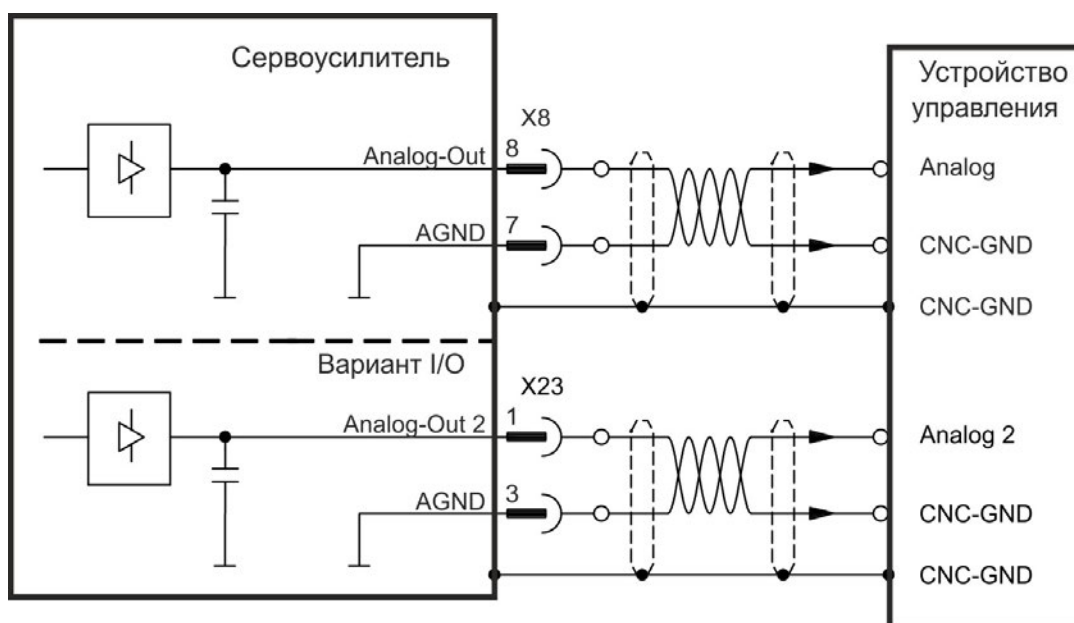 Сервоусилитель
Устройство
управления
X8
Analog-Out 8
Analog
AGND 7
CNC-GND
CNC-GND
Вариант I/O
X23
Analog-Out 2 1
Analog 2
AGND 3
CNC-GND
CNC-GND